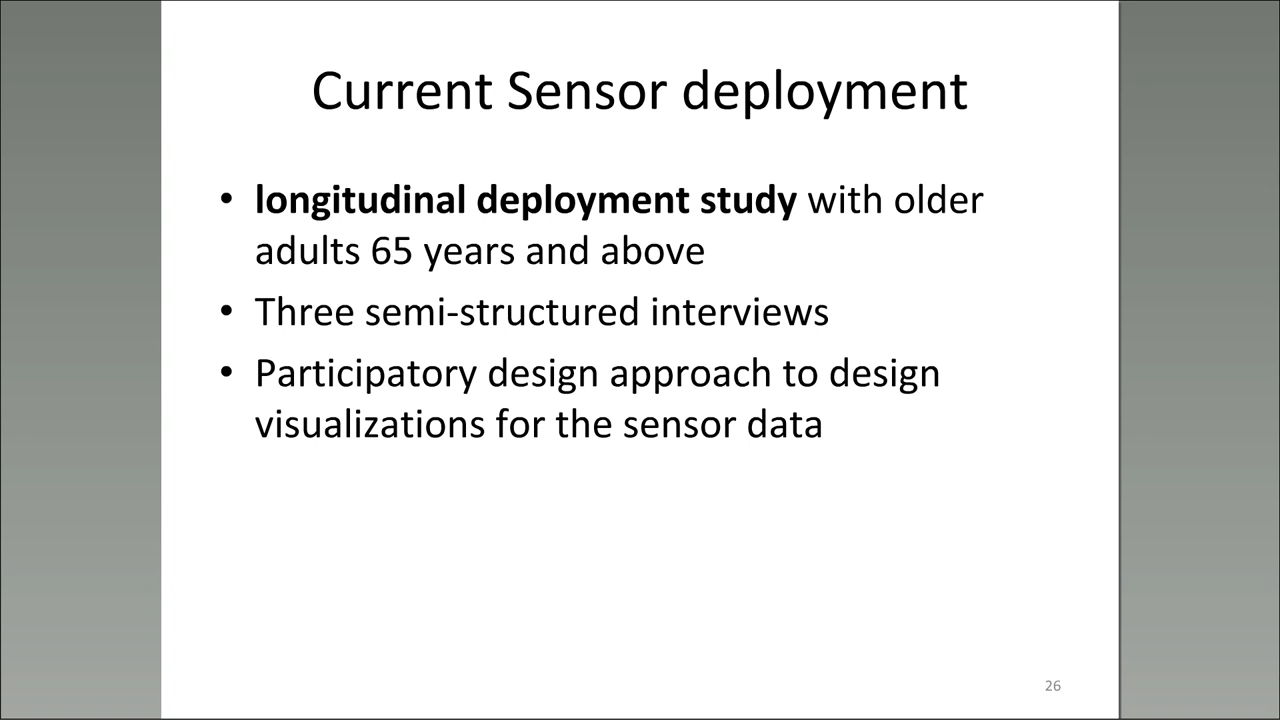 Current Sensor deployment
• longitudinal deployment study with older
adults 65 years and above
• Three semi-structured interviews
• Participatory design approach to design
visualizations for the sensor data
26